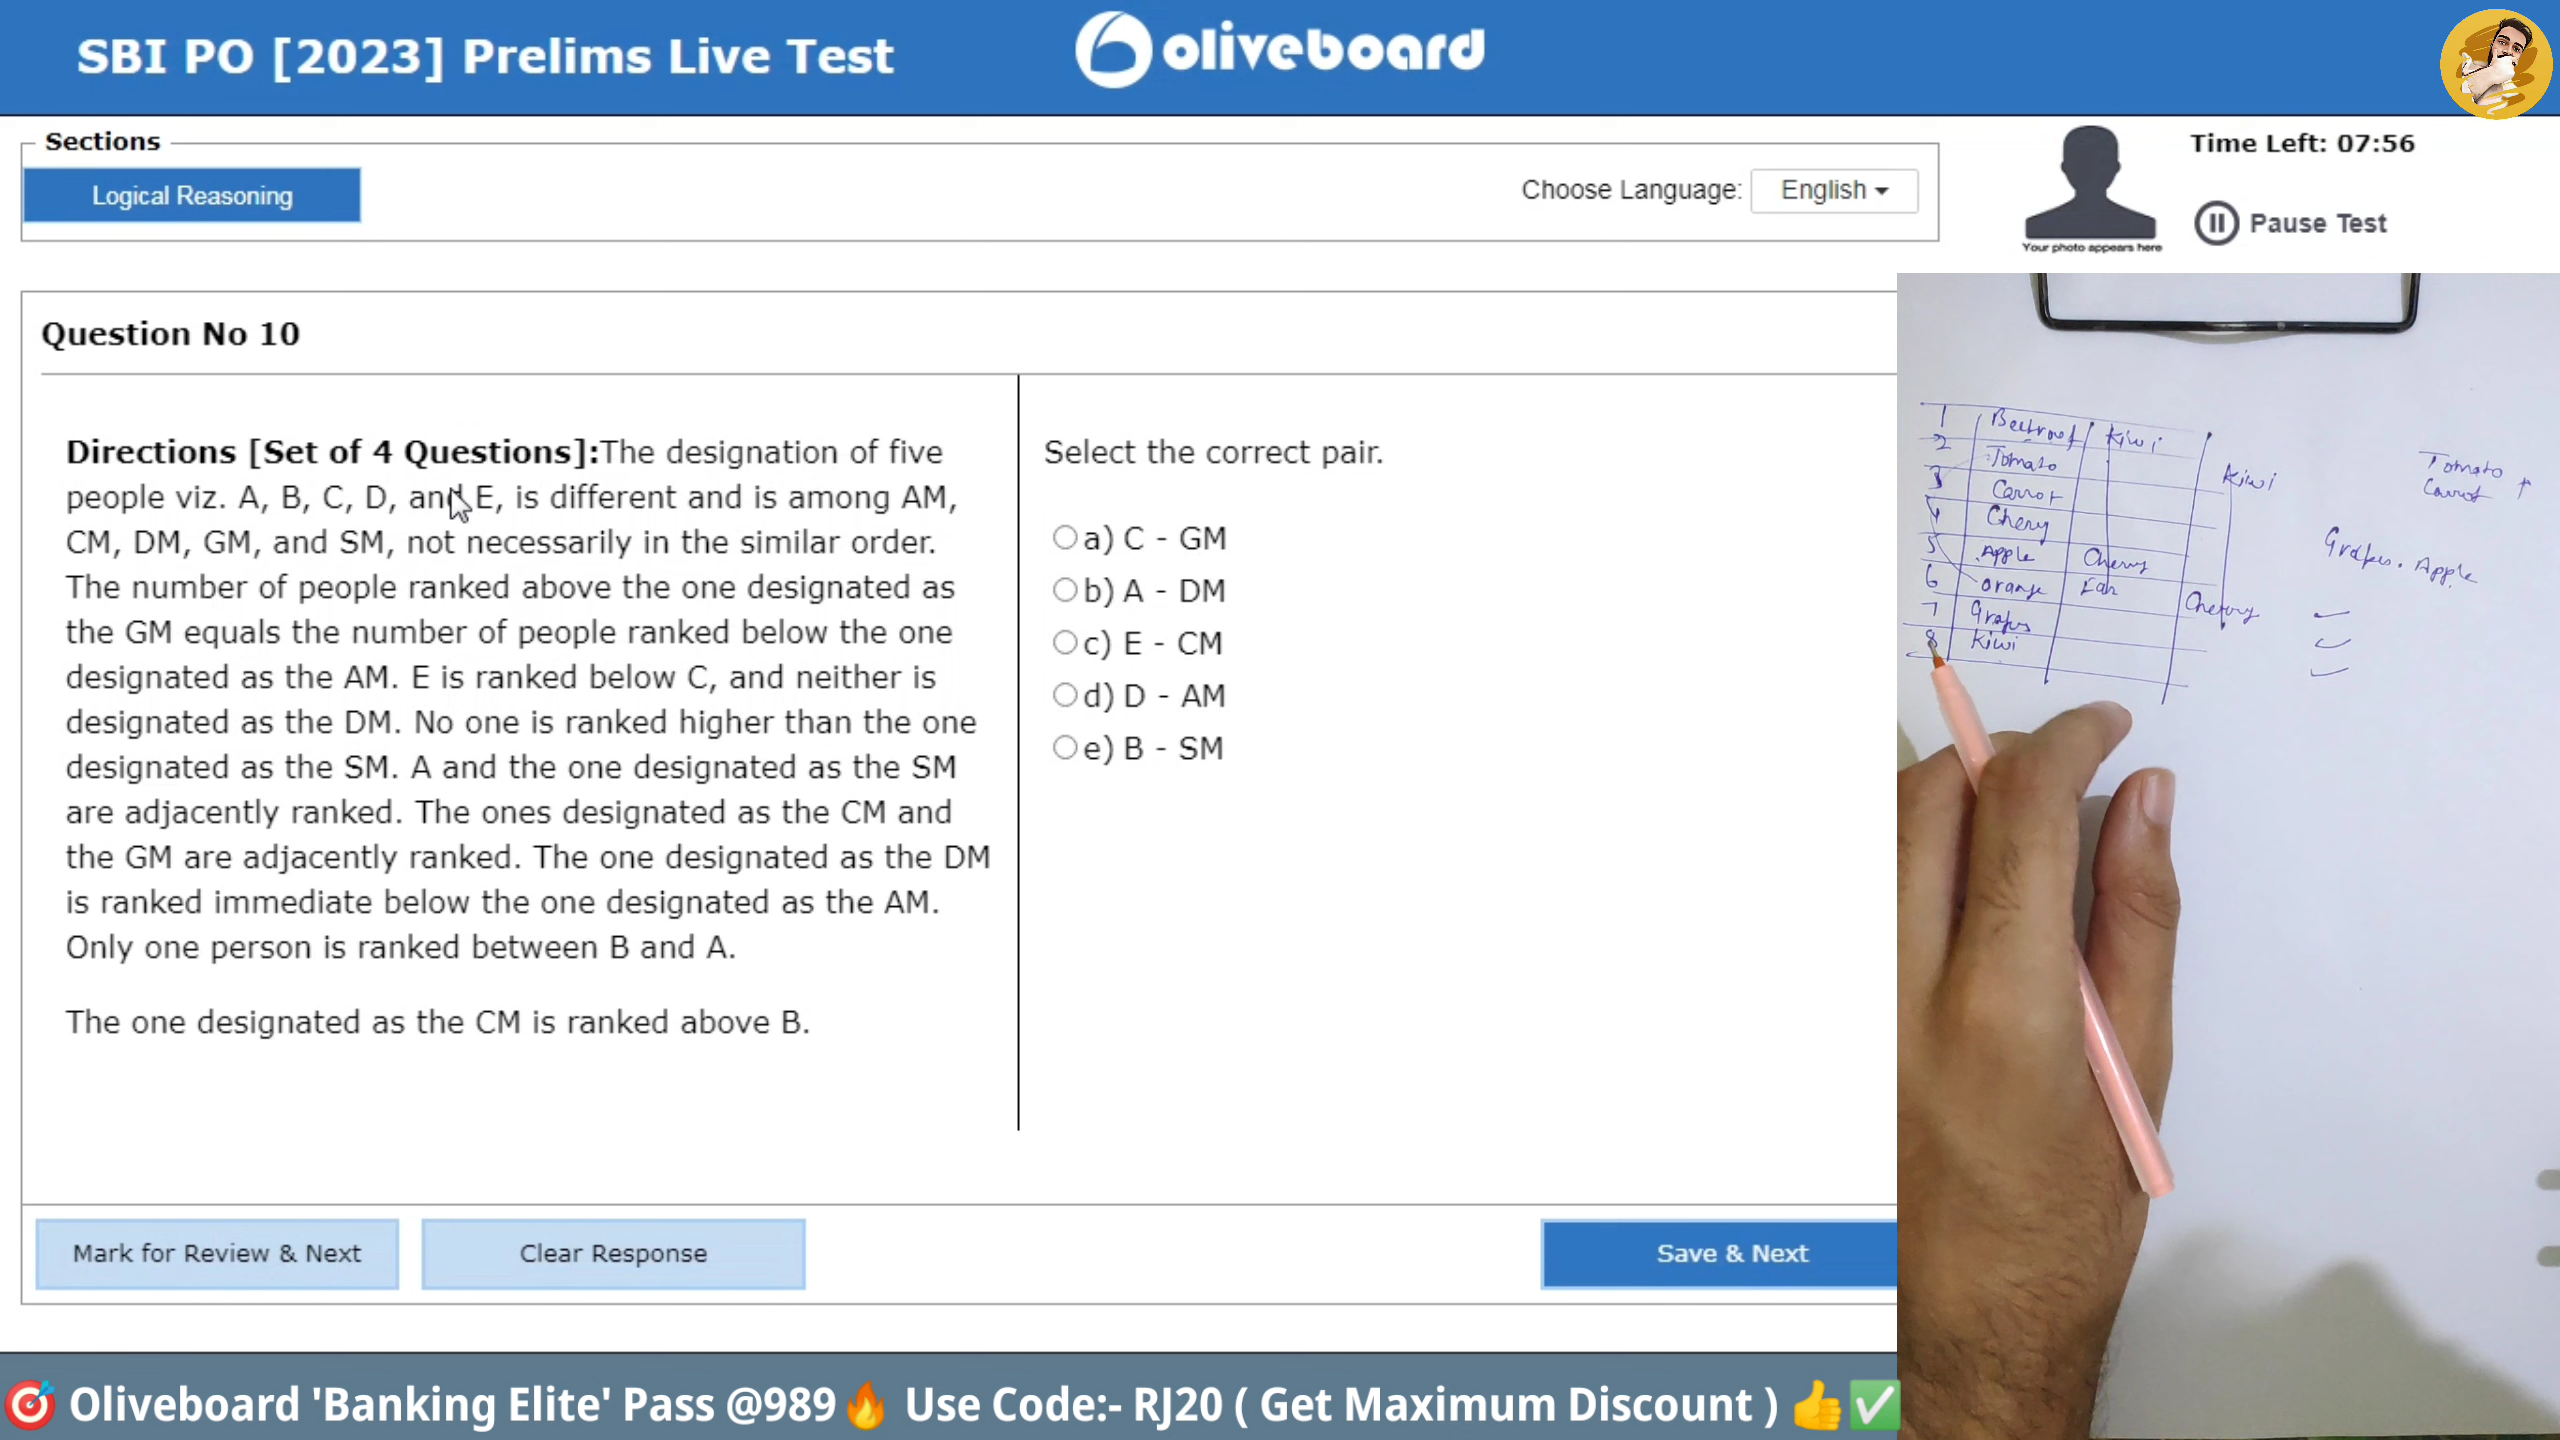 SBI PO [2023] Prelims Live Test
oliveboard
Sections
Logical Reasoning
Choose Language:
English
Time Left: 07:56
Pause Test
Your photo appears here
Question No 10
Directions [Set of 4 Questions]:The designation of five
people viz. A, B, C, D, and E, is different and is among AM,
CM, DM, GM, and SM, not necessarily in the similar order.
The number of people ranked above the one designated as
the GM equals the number of people ranked below the one
designated as the AM. E is ranked below C, and neither is
designated as the DM. No one is ranked higher than the one
designated as the SM. A and the one designated as the SM
are adjacently ranked. The ones designated as the CM and
the GM are adjacently ranked. The one designated as the DM
is ranked immediate below the one designated as the AM.
Only one person is ranked between B and A.
The one designated as the CM is ranked above B.
Select the correct pair.
a) C - GM
b) A - DM
c) E - CM
d) D - AM
e) B - SM
Mark for Review & Next
Clear Response
Save & Next
1 Beetroot Kiwi
2 Tomato
3 Carrot
4 Chery
5 Apple Cherry
6 Orange
7 Grapes
8 Kiwi
Kiwi
Cherry
Tomato
Carrot
Grapes. Apple
🎯 Oliveboard 'Banking Elite' Pass @989🔥 Use Code:- RJ20 ( Get Maximum Discount ) 👍✅